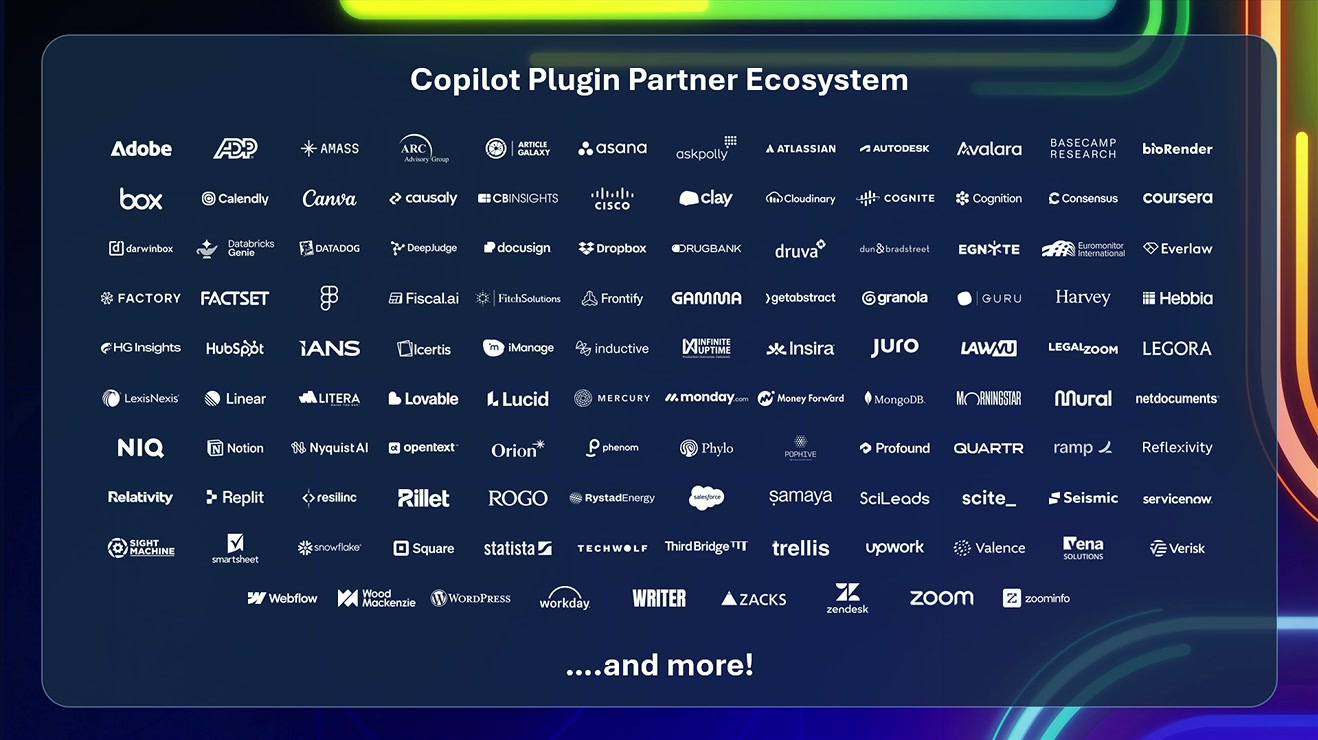 Copilot Plugin Partner Ecosystem
Adobe ADP AMASS ARC Advisory Group ARTICLE GALAXY asana askpolly ATLASSIAN AUTODESK Avalara BASECAMP RESEARCH bioRender
box Calendly Canva causaly CBINSIGHTS CISCO clay Cloudinary COGNITE Cognition Consensus coursera
darwinbox Databricks Genie DATADOG DeepJudge docusign Dropbox DRUGBANK druva dun&bradstreet EGNYTE Euromonitor International Everlaw
FACTORY FACTSET Fiscal.ai FitchSolutions Frontify GAMMA getabstract granola GURU Harvey Hebbia
HG Insights HubSpot IANS Icertis iManage inductive INFINITE UPTIME Insira JURO LAWVU LEGALZOOM LEGORA
LexisNexis Linear LITERA Lovable Lucid MERCURY monday.com Money Forward MongoDB MORNINGSTAR Mural netdocuments
NIQ Notion NyquistAI opentext Orion phenom Phylo POPHIVE Profound QUARTR ramp Reflexivity
Relativity Replit resilinc Rillet ROGO RystadEnergy salesforce samaya SciLeads scite_ Seismic servicenow
SIGHT MACHINE smartsheet snowflake Square statista TECHWOLF ThirdBridge trellis upwork Valence Vena SOLUTIONS Verisk
Webflow Wood Mackenzie WORDPRESS workday WRITER ZACKS zendesk zoom zoominfo
....and more!